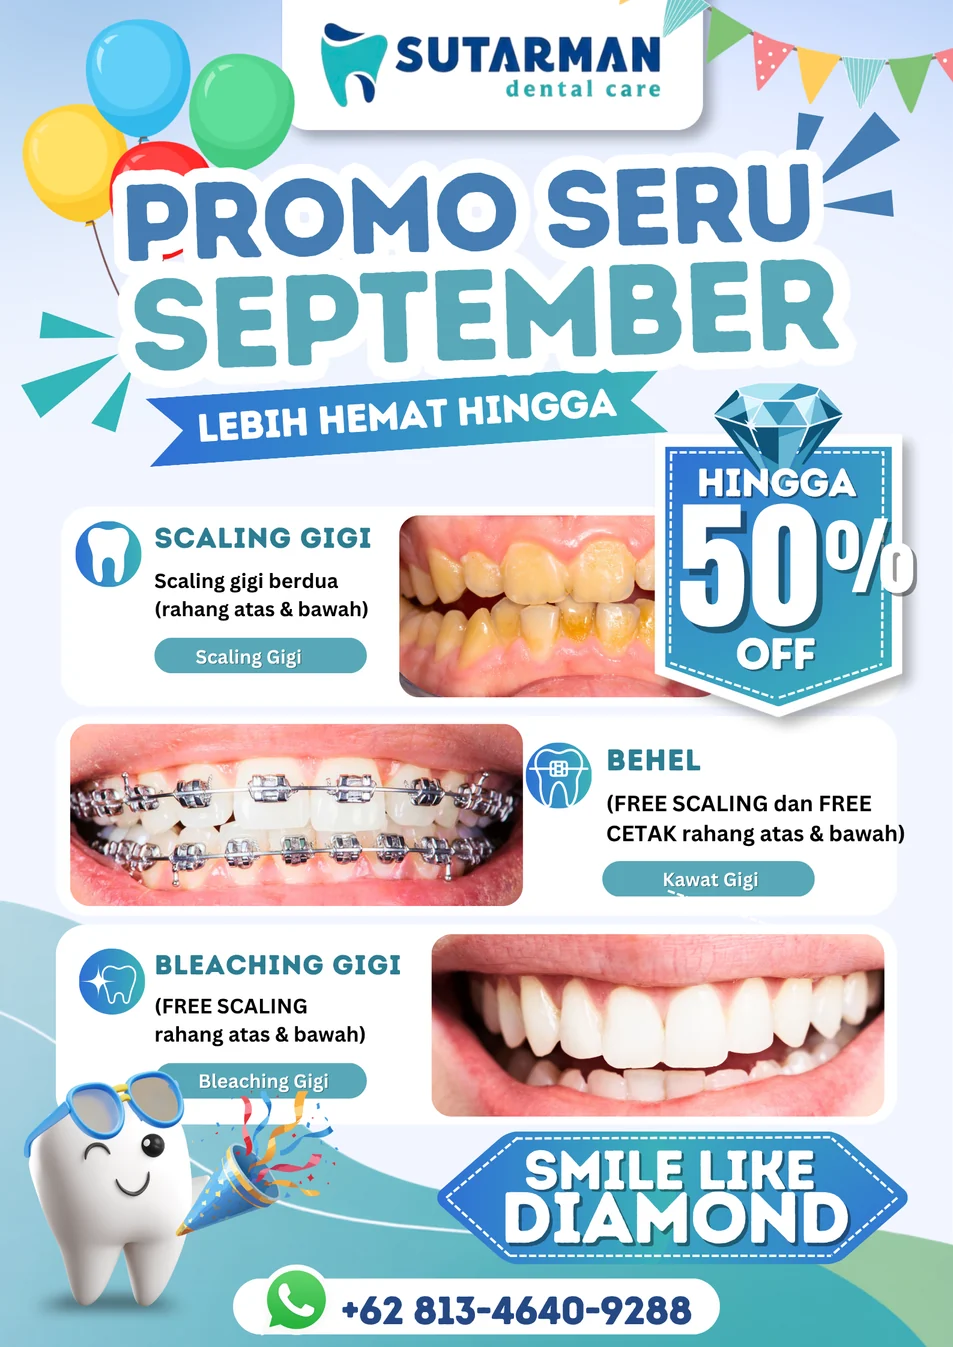 SUTARMAN
dental care
PROMO SERU
SEPTEMBER
LEBIH HEMAT HINGGA
HINGGA
50%
OFF
SCALING GIGI
Scaling gigi berdua
(rahang atas & bawah)
Scaling Gigi
BEHEL
(FREE SCALING dan FREE
CETAK rahang atas & bawah)
Kawat Gigi
BLEACHING GIGI
(FREE SCALING
rahang atas & bawah)
Bleaching Gigi
SMILE LIKE
DIAMOND
+62 813-4640-9288